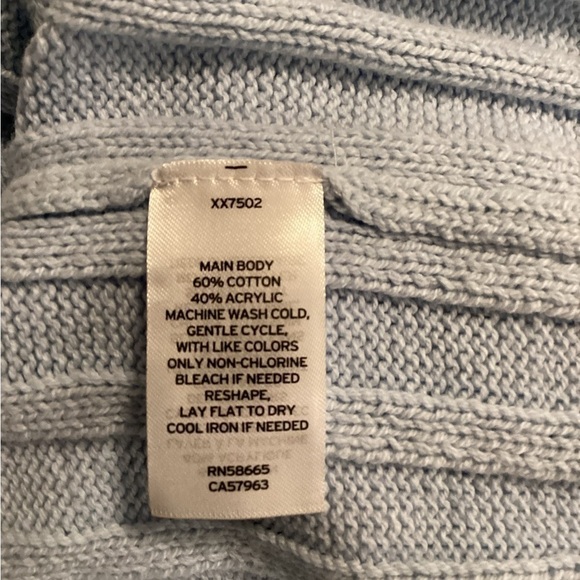 XX7502
MAIN BODY
60% COTTON
40% ACRYLIC
MACHINE WASH COLD,
GENTLE CYCLE,
WITH LIKE COLORS
ONLY NON-CHLORINE
BLEACH IF NEEDED
RESHAPE,
LAY FLAT TO DRY
COOL IRON IF NEEDED
RN58665
CA57963